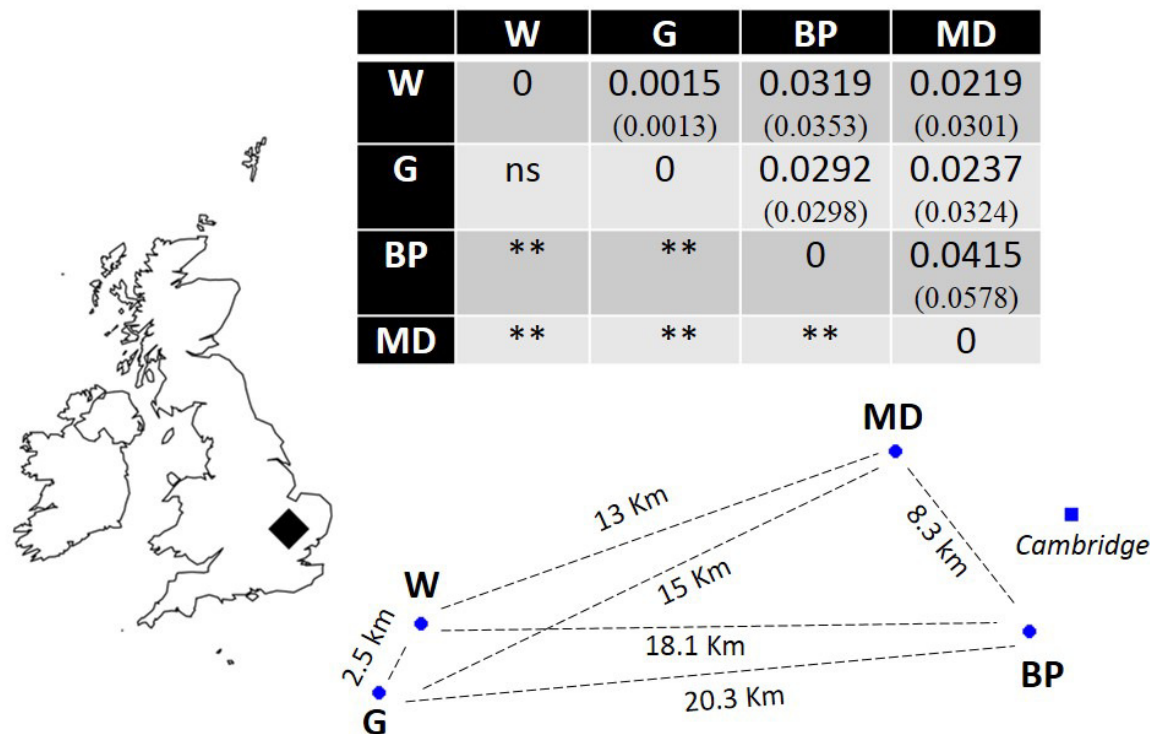 W G BP MD
W 0 0.0015 0.0319 0.0219
(0.0013) (0.0353) (0.0301)
G ns 0 0.0292 0.0237
(0.0298) (0.0324)
BP ** ** 0 0.0415
(0.0578)
MD ** ** ** 0
MD
13 Km
8.3 km
Cambridge
15 Km
W
2.5 km
18.1 Km
BP
20.3 Km
G